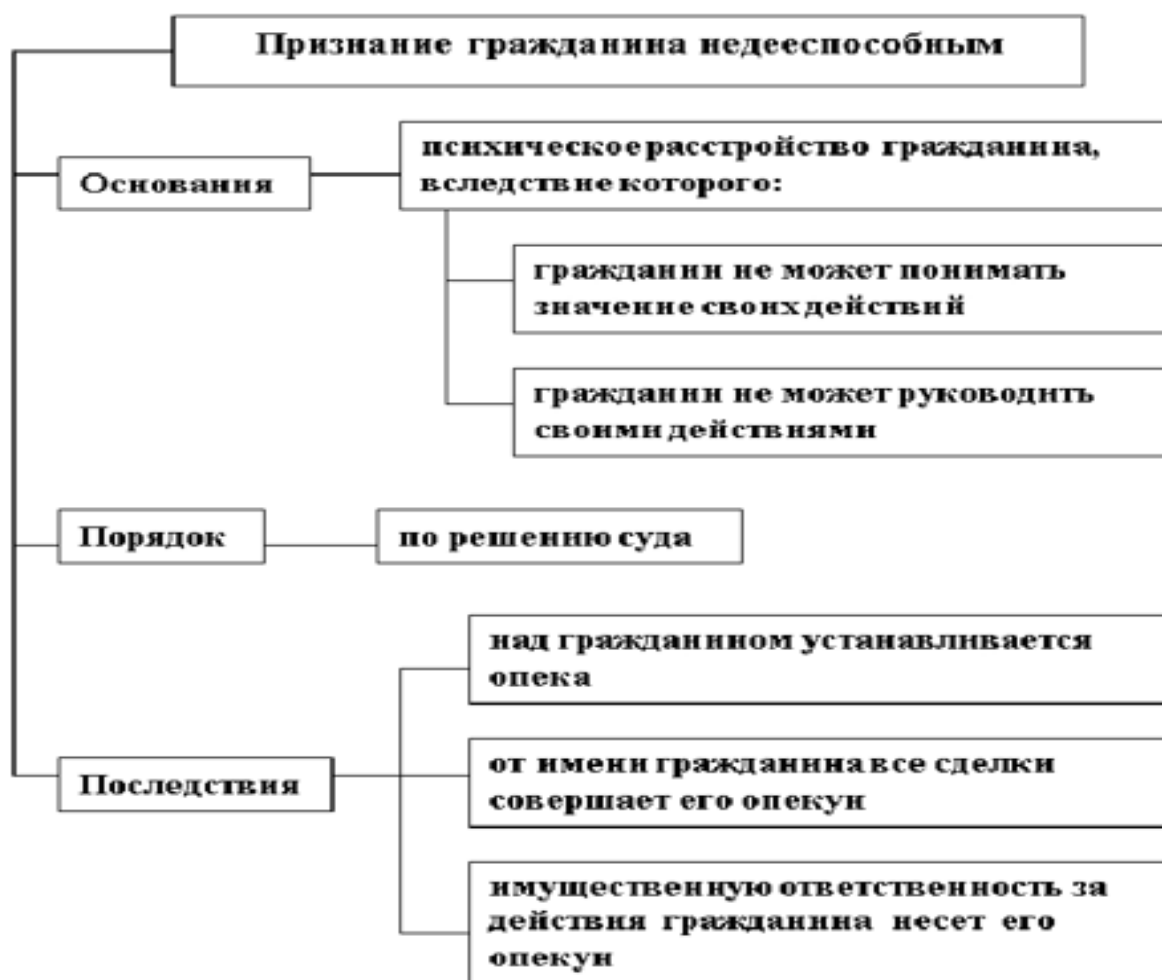 Признание гражданина недееспособным
психическое расстройство гражданина,
вследствие которого:
Основания
гражданин не может понимать
значение своих действий
гражданин не может руководить
своими действиями
Порядок
по решению суда
над гражданином устанавливается
опека
Последствия
от имени гражданина все сделки
совершает его опекун
имущественную ответственность за
действия гражданина несет его
опекун